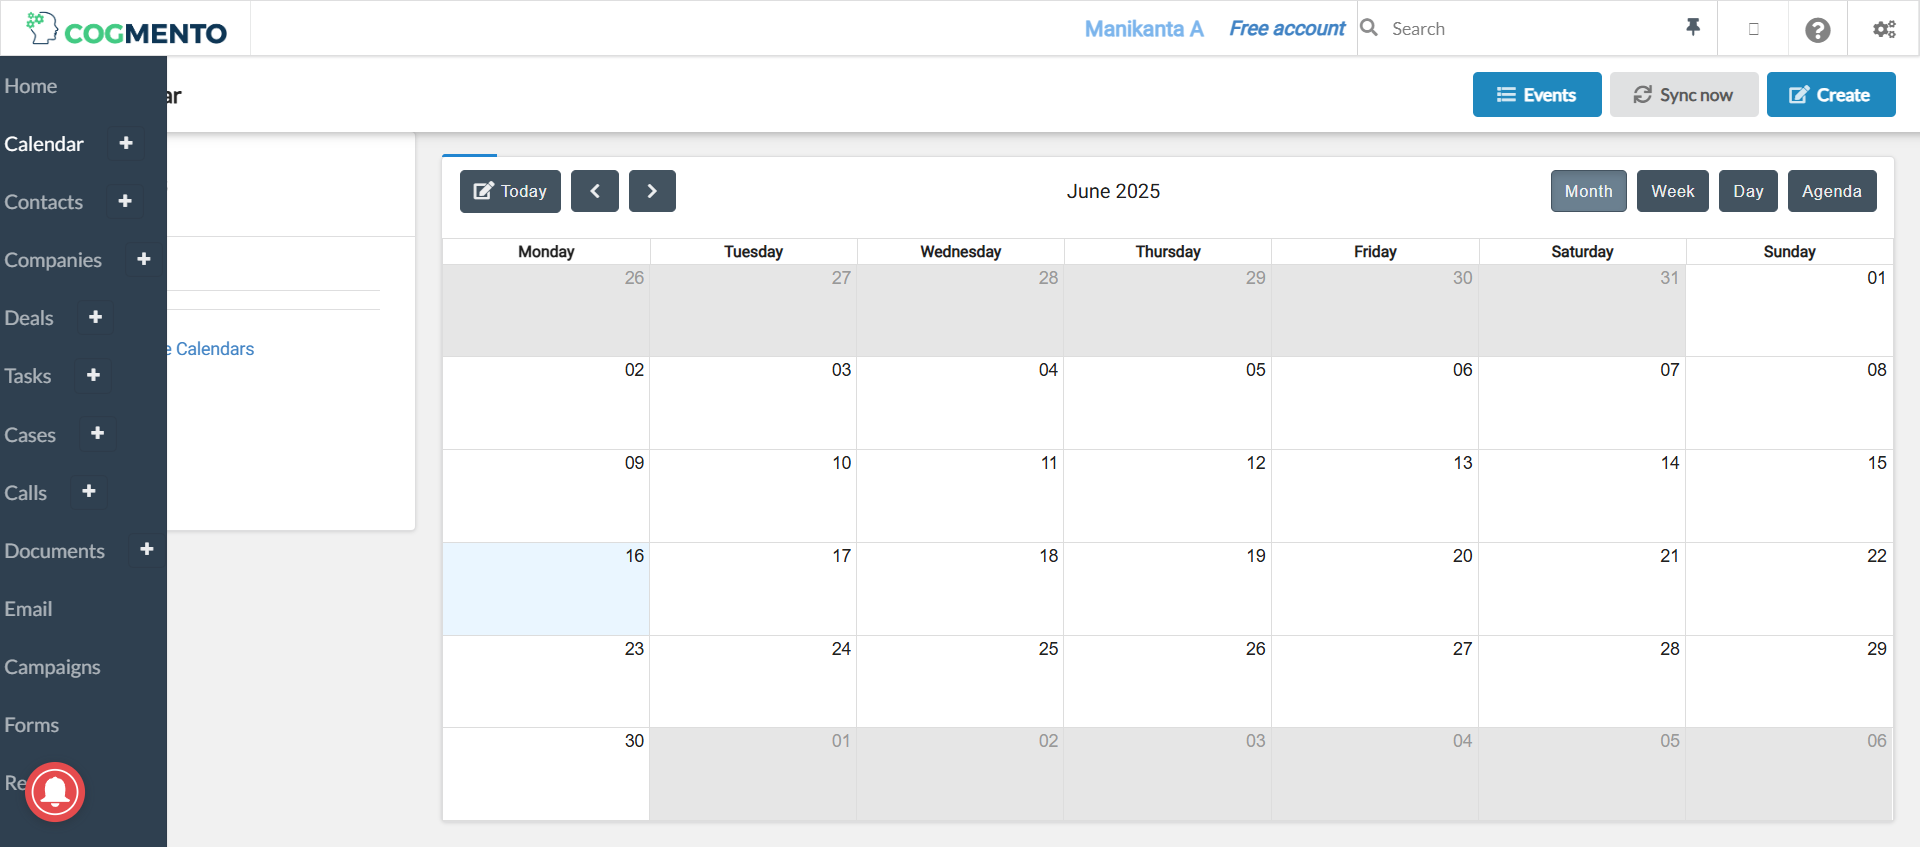 COGMENTO
Manikanta A
Free account
Search
Home
Calendar
Contacts
Companies
Deals
Tasks
Cases
Calls
Documents
Email
Campaigns
Forms
Re
ar
Events
Sync now
Create
e Calendars
Today
June 2025
Month
Week
Day
Agenda
Monday Tuesday Wednesday Thursday Friday Saturday Sunday
26 27 28 29 30 31 01
02 03 04 05 06 07 08
09 10 11 12 13 14 15
16 17 18 19 20 21 22
23 24 25 26 27 28 29
30 01 02 03 04 05 06